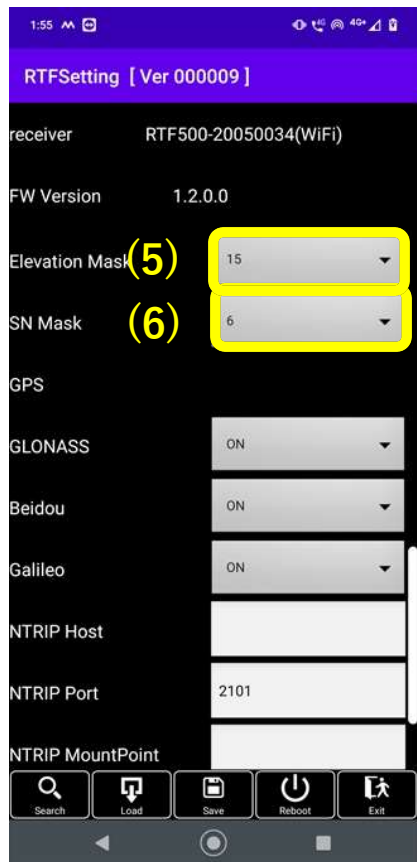 1:55 4G 4G+
RTFSetting [ Ver 000009 ]
receiver RTF500-20050034(WiFi)
FW Version 1.2.0.0
Elevation Mask (5) 15
SN Mask (6) 6
GPS
GLONASS ON
Beidou ON
Galileo ON
NTRIP Host
NTRIP Port 2101
NTRIP MountPoint
Search Load Save Reboot Exit